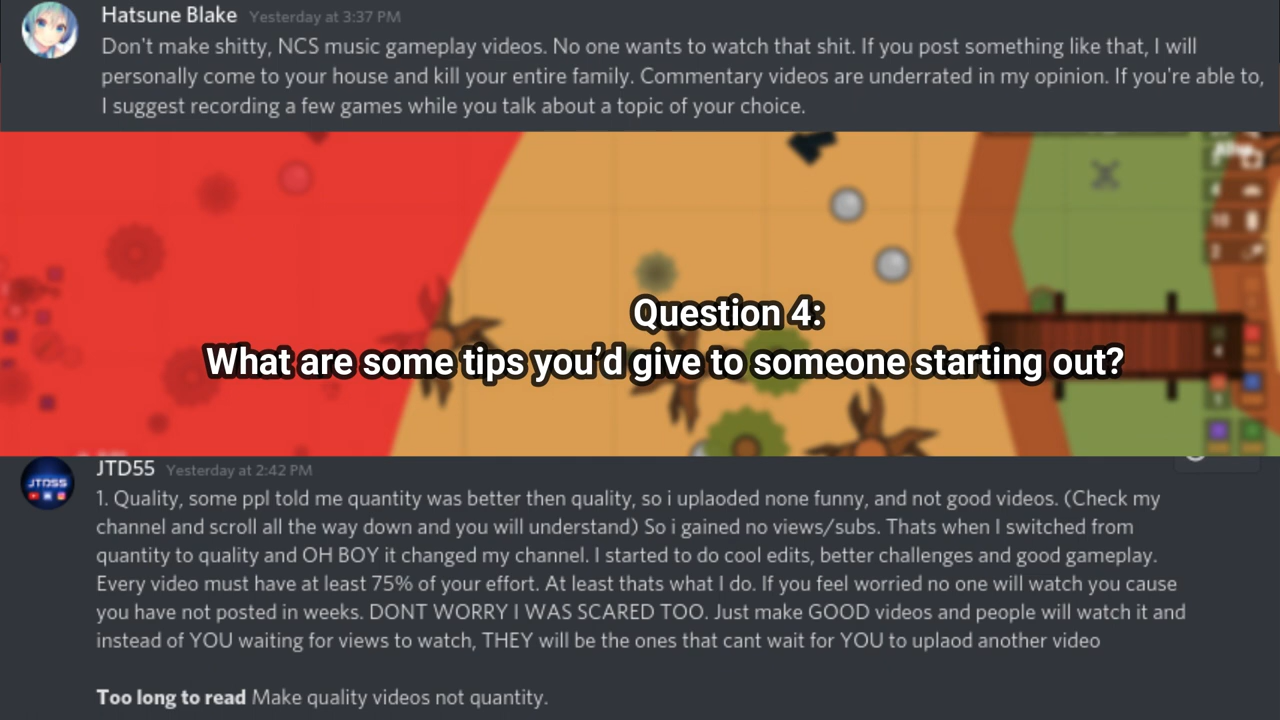 Hatsune Blake Yesterday at 3:37 PM
Don't make shitty, NCS music gameplay videos. No one wants to watch that shit. If you post something like that, I will
personally come to your house and kill your entire family. Commentary videos are underrated in my opinion. If you're able to,
I suggest recording a few games while you talk about a topic of your choice.
Question 4:
What are some tips you’d give to someone starting out?
JTD55 Yesterday at 2:42 PM
JTD55
1. Quality, some ppl told me quantity was better then quality, so i uplaoded none funny, and not good videos. (Check my
channel and scroll all the way down and you will understand) So i gained no views/subs. Thats when I switched from
quantity to quality and OH BOY it changed my channel. I started to do cool edits, better challenges and good gameplay.
Every video must have at least 75% of your effort. At least thats what I do. If you feel worried no one will watch you cause
you have not posted in weeks. DONT WORRY I WAS SCARED TOO. Just make GOOD videos and people will watch it and
instead of YOU waiting for views to watch, THEY will be the ones that cant wait for YOU to uplaod another video
Too long to read Make quality videos not quantity.